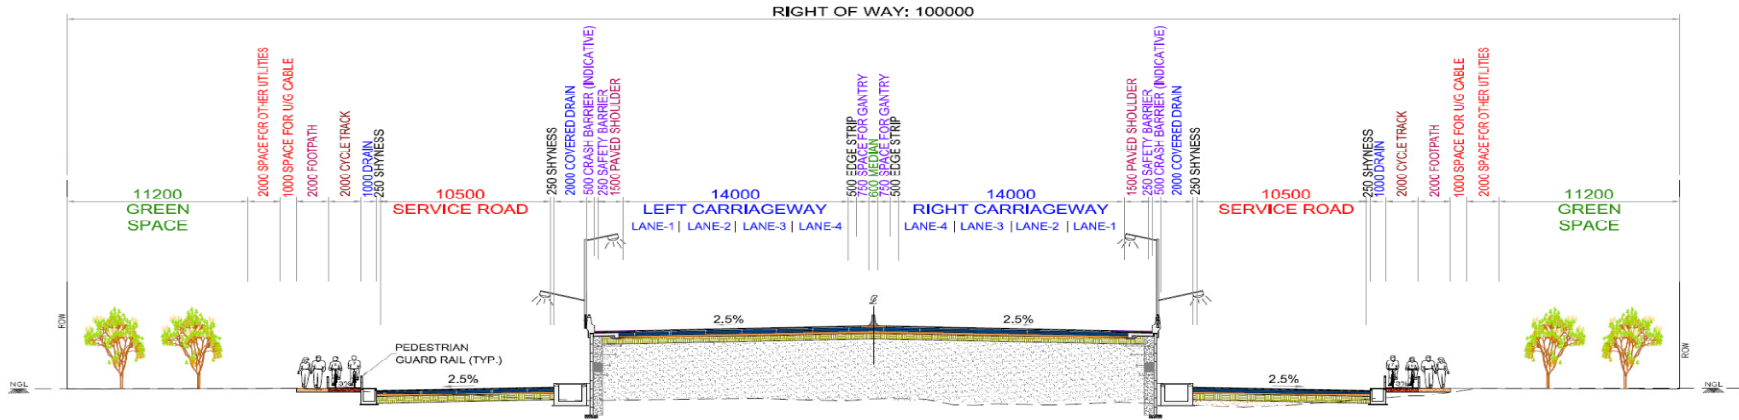 RIGHT OF WAY: 100000
2000 SPACE FOR OTHER UTILITIES
1000 SPACE FOR U/G CABLE
2000 FOOTPATH
2000 CYCLE TRACK
1000 DRAIN
250 SHYNESS
250 SHYNESS
2000 COVERED DRAIN
500 CRASH BARRIER (INDICATIVE)
250 SAFETY BARRIER
1500 PAVED SHOULDER
500 EDGE STRIP
750 SPACE FOR GANTRY
600 MEDIAN
750 SPACE FOR GANTRY
500 EDGE STRIP
1500 PAVED SHOULDER
250 SAFETY BARRIER
500 CRASH BARRIER (INDICATIVE)
2000 COVERED DRAIN
250 SHYNESS
250 SHYNESS
1000 DRAIN
2000 CYCLE TRACK
2000 FOOTPATH
1000 SPACE FOR U/G CABLE
2000 SPACE FOR OTHER UTILITIES
11200
GREEN
SPACE
10500
SERVICE ROAD
14000
LEFT CARRIAGEWAY
LANE-1 | LANE-2 | LANE-3 | LANE-4
14000
RIGHT CARRIAGEWAY
LANE-4 | LANE-3 | LANE-2 | LANE-1
10500
SERVICE ROAD
11200
GREEN
SPACE
2.5%
2.5%
ROW
ROW
PEDESTRIAN
GUARD RAIL (TYP.)
2.5%
2.5%
NGL
NGL